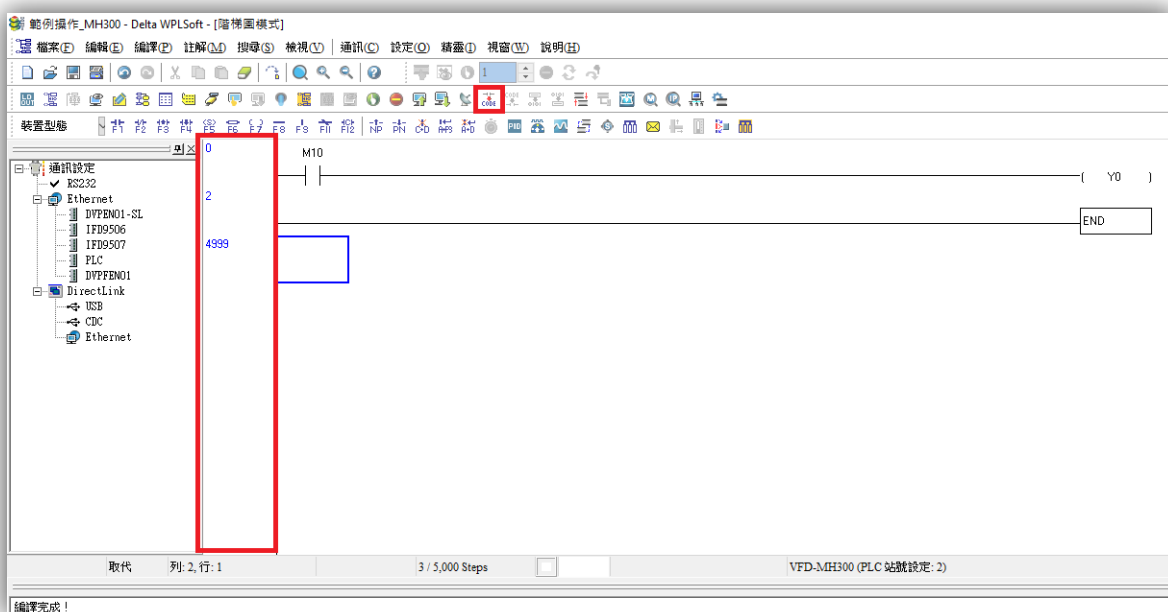 範例操作_MH300 - Delta WPLSoft - [階梯圖模式]
檔案(F) 編輯(E) 編譯(P) 註解(M) 搜尋(S) 檢視(V) 通訊(C) 設定(O) 精靈(I) 視窗(W) 說明(H)
1
CODE
裝置型態 F1 F2 F3 F4 F5 F6 F7 F8 F9 F11 F12 NP PN
通訊設定
RS232
Ethernet
DVPEN01-SL
IFD9506
IFD9507
PLC
DVPFEN01
DirectLink
USB
CDC
Ethernet
0
M10
Y0
2
END
4999
取代 列: 2, 行: 1 3 / 5,000 Steps VFD-MH300 (PLC 站號設定: 2)
編譯完成！